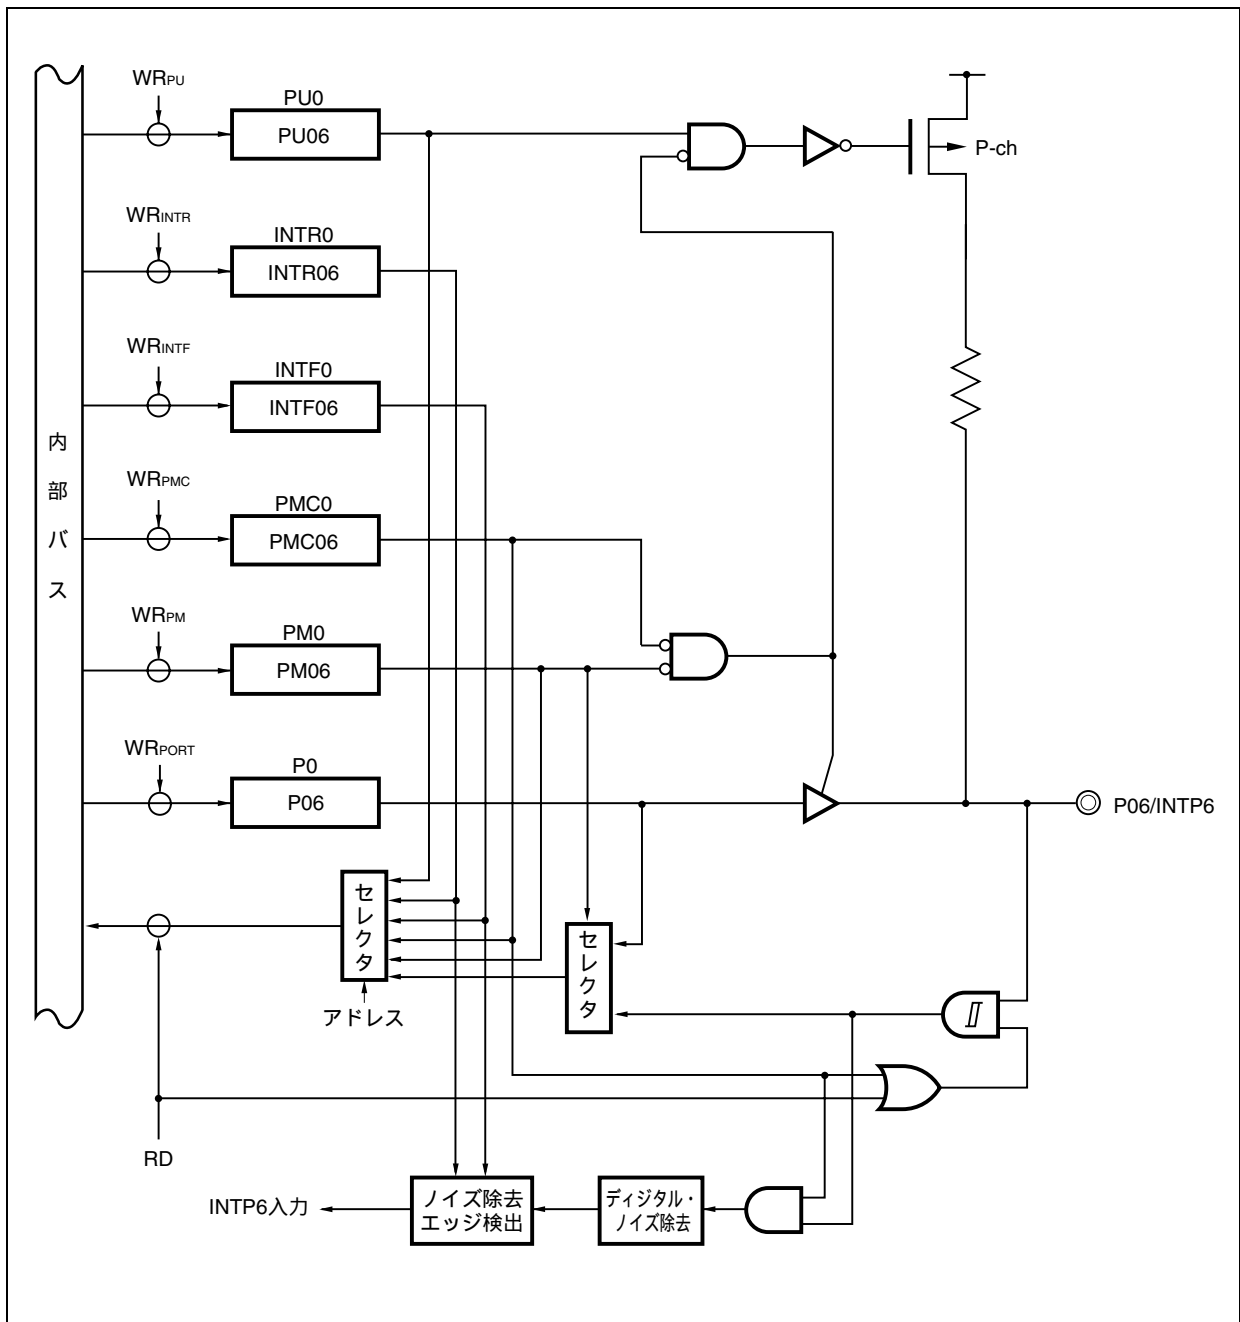 WRPU
PU0
PU06
P-ch
WRINTR
INTR0
INTR06
WRINTF
INTF0
INTF06
内部バス
WRPMC
PMC0
PMC06
WRPM
PM0
PM06
WRPORT
P0
P06
P06/INTP6
セレクタ
セレクタ
アドレス
RD
INTP6入力
ノイズ除去
エッジ検出
ディジタル・
ノイズ除去